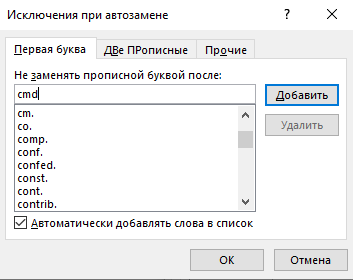 Исключения при автозамене
Первая буква
ДВе ПРописные
Прочие
Не заменять прописной буквой после:
cmd
Добавить
cm.
co.
comp.
conf.
confed.
const.
cont.
contrib.
Удалить
Автоматически добавлять слова в список
ОК
Отмена